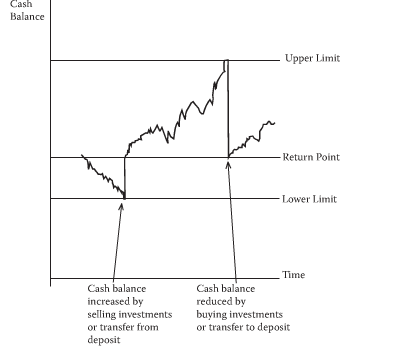 Cash
Balance
Upper Limit
Return Point
Lower Limit
Time
Cash balance
increased by
selling investments
or transfer from
deposit
Cash balance
reduced by
buying investments
or transfer to deposit